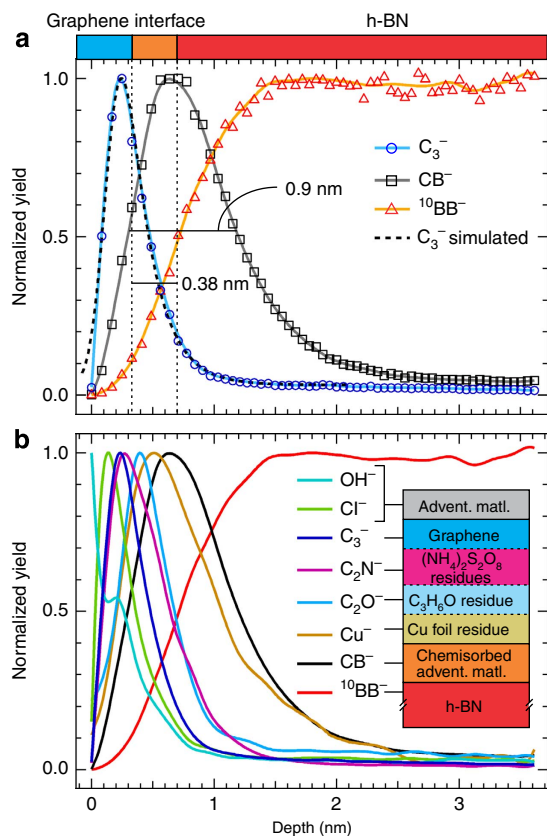 Graphene interface h-BN
a
1.0
0.5
0.0
Normalized yield
0.9 nm
0.38 nm
C₃⁻
CB⁻
¹⁰BB⁻
C₃⁻ simulated
b
1.0
0.5
0
Normalized yield
OH⁻
Cl⁻
C₃⁻
C₂N⁻
C₂O⁻
Cu⁻
CB⁻
¹⁰BB⁻
Advent. matl.
Graphene
(NH₄)₂S₂O₈
residues
C₃H₆O residue
Cu foil residue
Chemisorbed
advent. matl.
h-BN
0 1 2 3
Depth (nm)